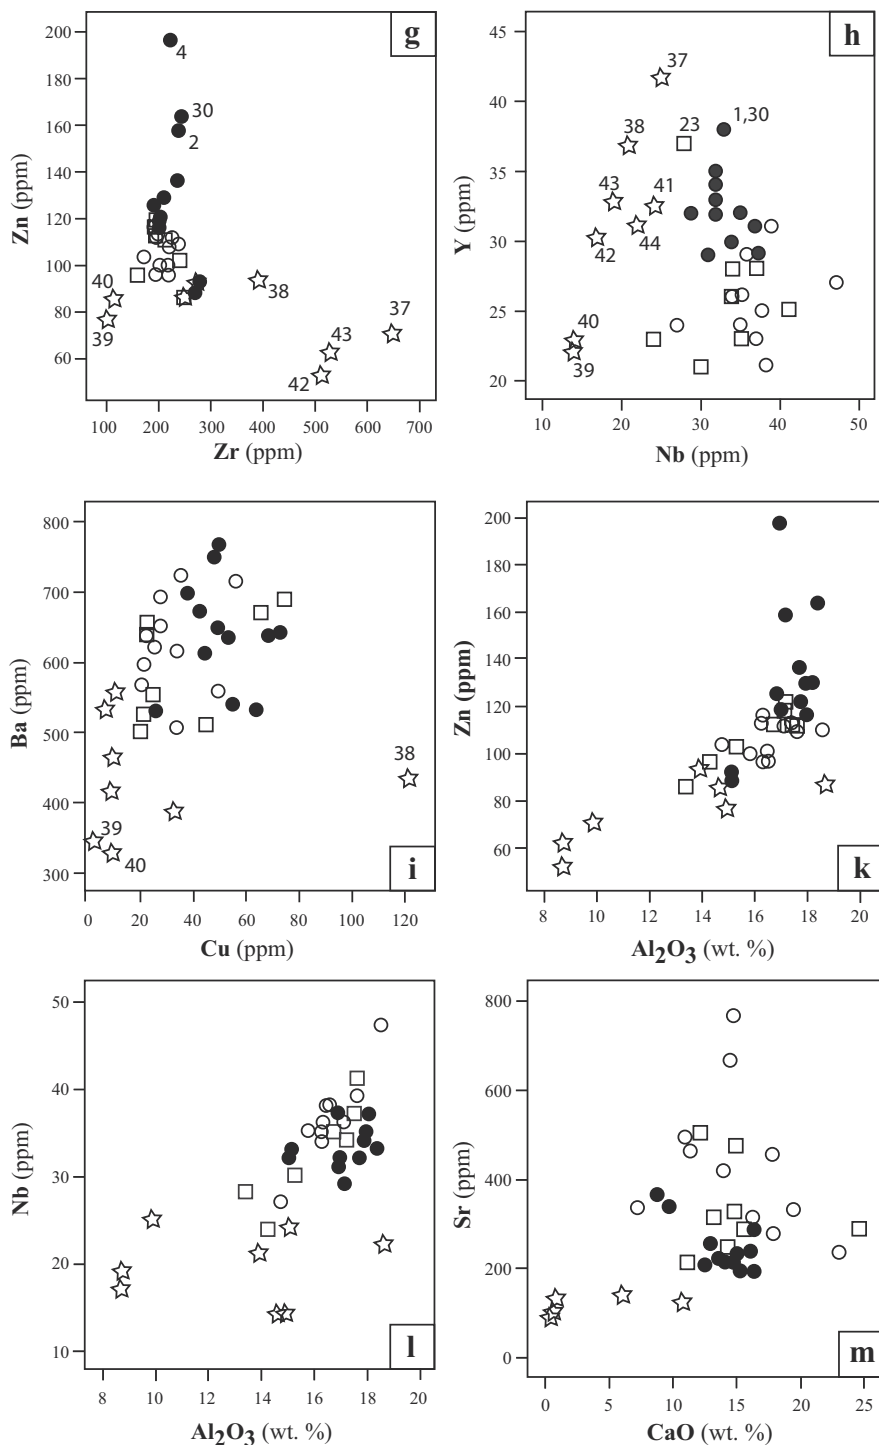 g
200
180
160
140
120
100
80
60
Zn (ppm)
4
30
2
40
39
38
37
43
42
100 200 300 400 500 600 700
Zr (ppm)
h
45
40
35
30
25
20
Y (ppm)
37
38
23
1,30
43
41
42
44
40
39
10 20 30 40 50
Nb (ppm)
i
800
700
600
500
400
300
Ba (ppm)
38
39
40
0 20 40 60 80 100 120
Cu (ppm)
k
200
180
160
140
120
100
80
60
Zn (ppm)
8 10 12 14 16 18 20
Al2O3 (wt. %)
l
50
40
30
20
10
Nb (ppm)
8 10 12 14 16 18 20
Al2O3 (wt. %)
m
800
600
400
200
0
Sr (ppm)
0 5 10 15 20 25
CaO (wt. %)